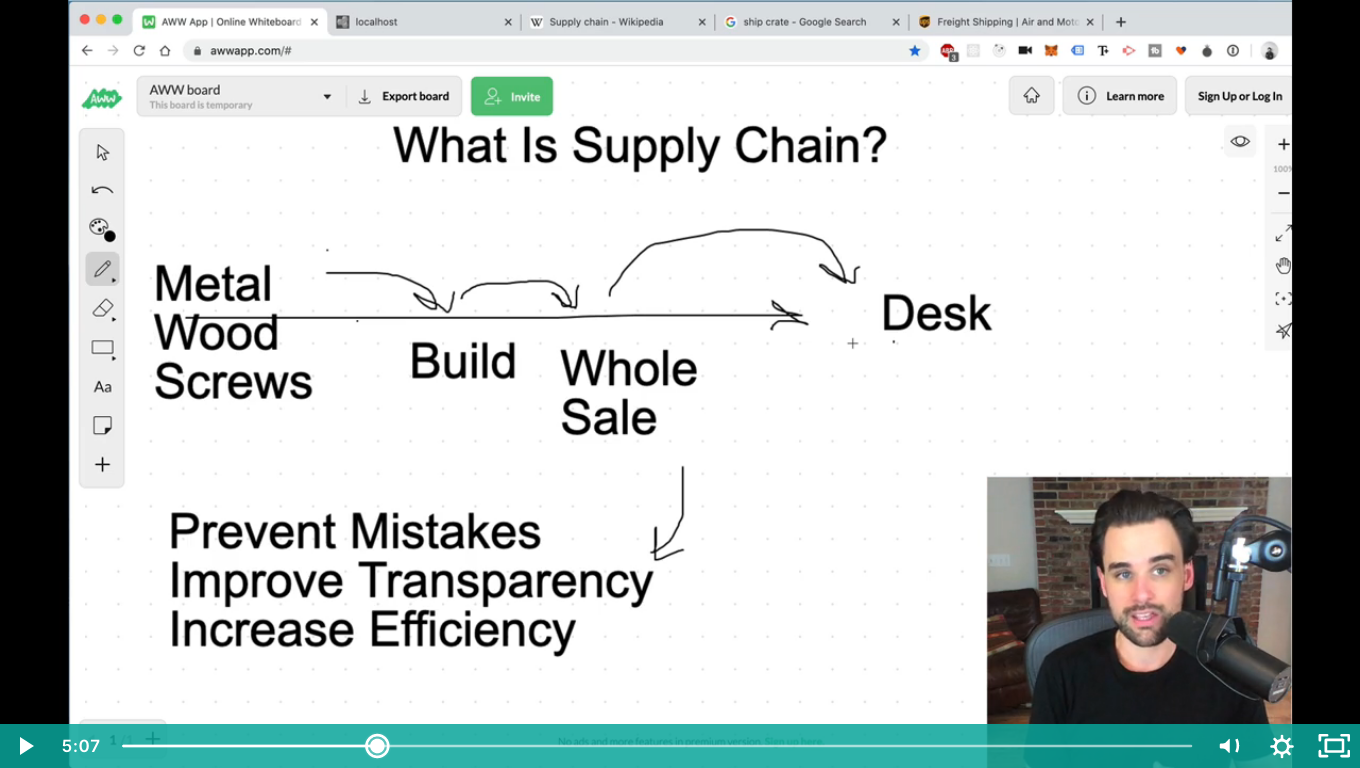 AWW App | Online Whiteboard
localhost
Supply chain - Wikipedia
ship crate - Google Search
Freight Shipping | Air and Moto
awwapp.com/#
AWW
AWW board
This board is temporary
Export board
Invite
Learn more
Sign Up or Log In
What Is Supply Chain?
100%
Metal
Wood
Screws
Build
Whole
Sale
Desk
Aa
Prevent Mistakes
Improve Transparency
Increase Efficiency
1 / 1
No ads and more features in premium version. Sign up here.
5:07